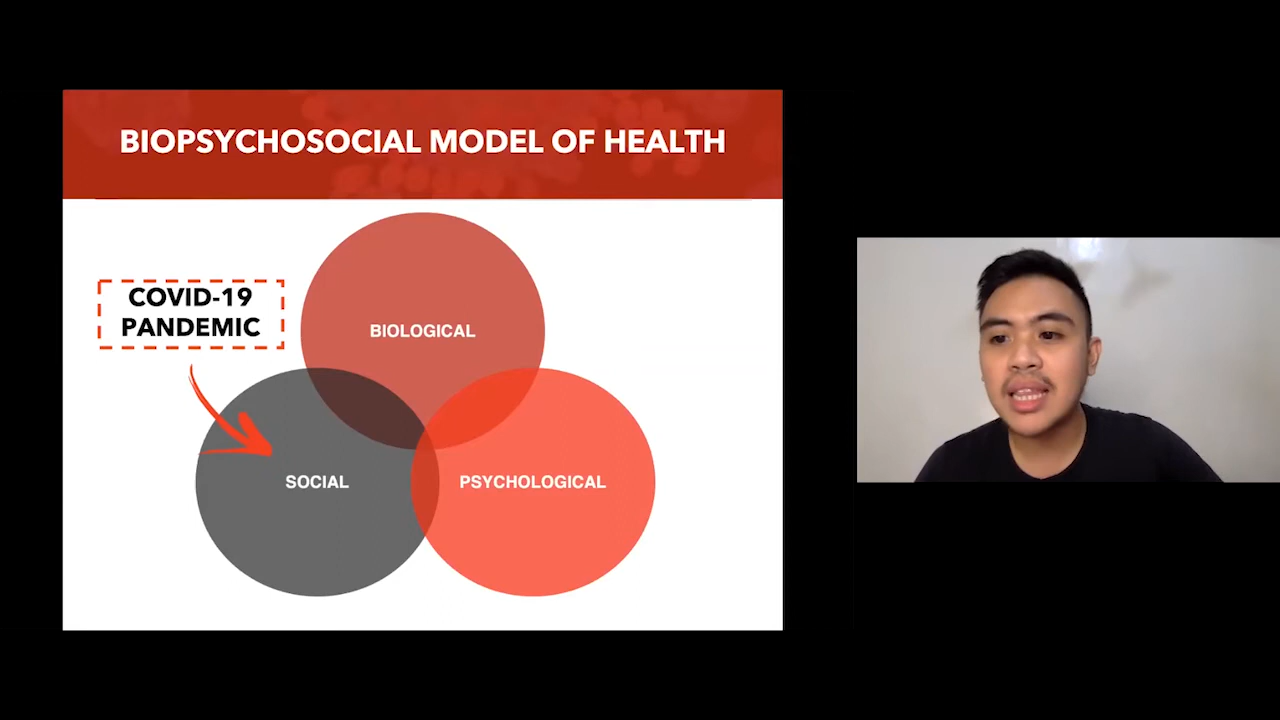 BIOPSYCHOSOCIAL MODEL OF HEALTH
COVID-19
PANDEMIC
BIOLOGICAL
SOCIAL
PSYCHOLOGICAL